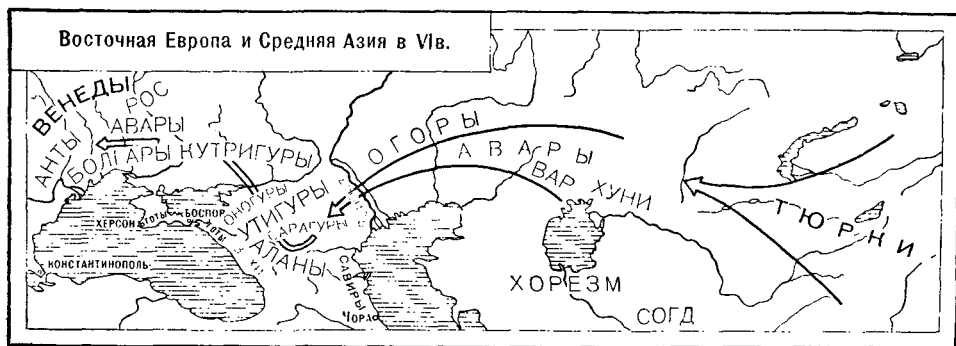 Восточная Европа и Средняя Азия в VIв.
ВЕНЕДЫ
РОС
АНТЫ
АВАРЫ
БОЛГАРЫ
КУТРИГУРЫ
ОГОРЫ
АВАРЫ
ВАР ХУНИ
ТЮРКИ
ОНОГУРЫ
УТИГУРЫ
САРАГУРЫ
АЛАНЫ
ХЕРСОН
ГОТЫ
БОСПОР
КОНСТАНТИНОПОЛЬ
САВИРЫ
ЧОРА
ХОРЕЗМ
СОГД